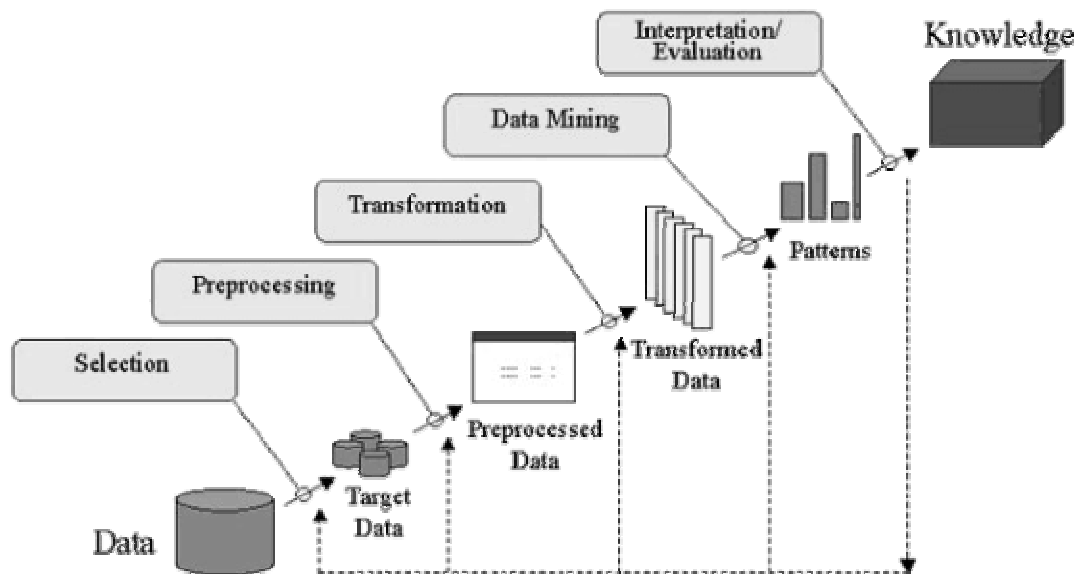 Interpretation/
Evaluation
Knowledge
Data Mining
Transformation
Patterns
Preprocessing
Transformed
Data
Selection
Preprocessed
Data
Target
Data
Data